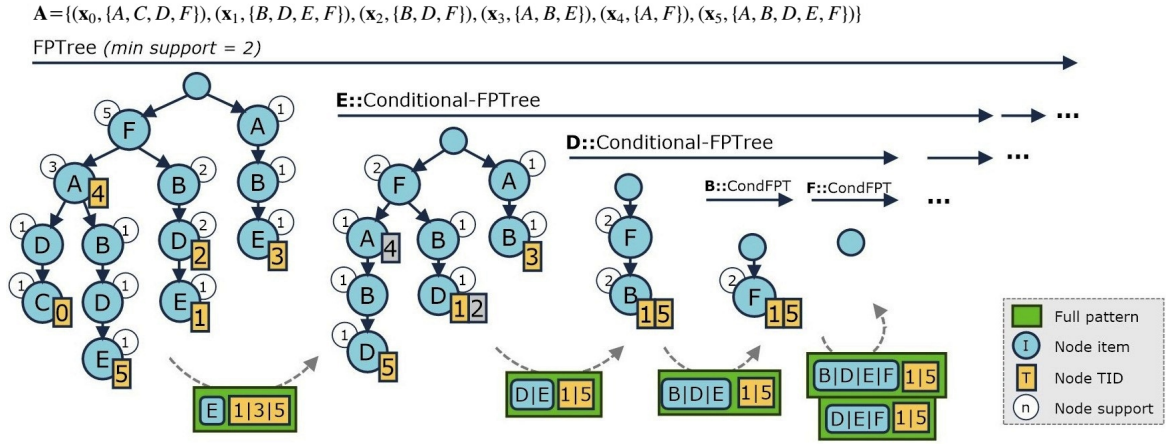 A={(x0,{A,C,D,F}),(x1,{B,D,E,F}),(x2,{B,D,F}),(x3,{A,B,E}),(x4,{A,F}),(x5,{A,B,D,E,F})}
FPTree (min support = 2)
E::Conditional-FPTree
...
D::Conditional-FPTree
...
B::CondFPT
F::CondFPT
...
5
F
1
A
3
A
4
2
B
1
B
1
D
1
B
2
D
2
1
E
3
1
C
0
1
D
1
E
1
1
E
5
2
F
1
A
1
A
4
1
B
1
B
3
1
B
1
D
1 2
1
D
5
2
F
2
B
1 5
2
F
1 5
E 1|3|5
D|E 1|5
B|D|E 1|5
B|D|E|F 1|5
D|E|F 1|5
Full pattern
I Node item
T Node TID
n Node support